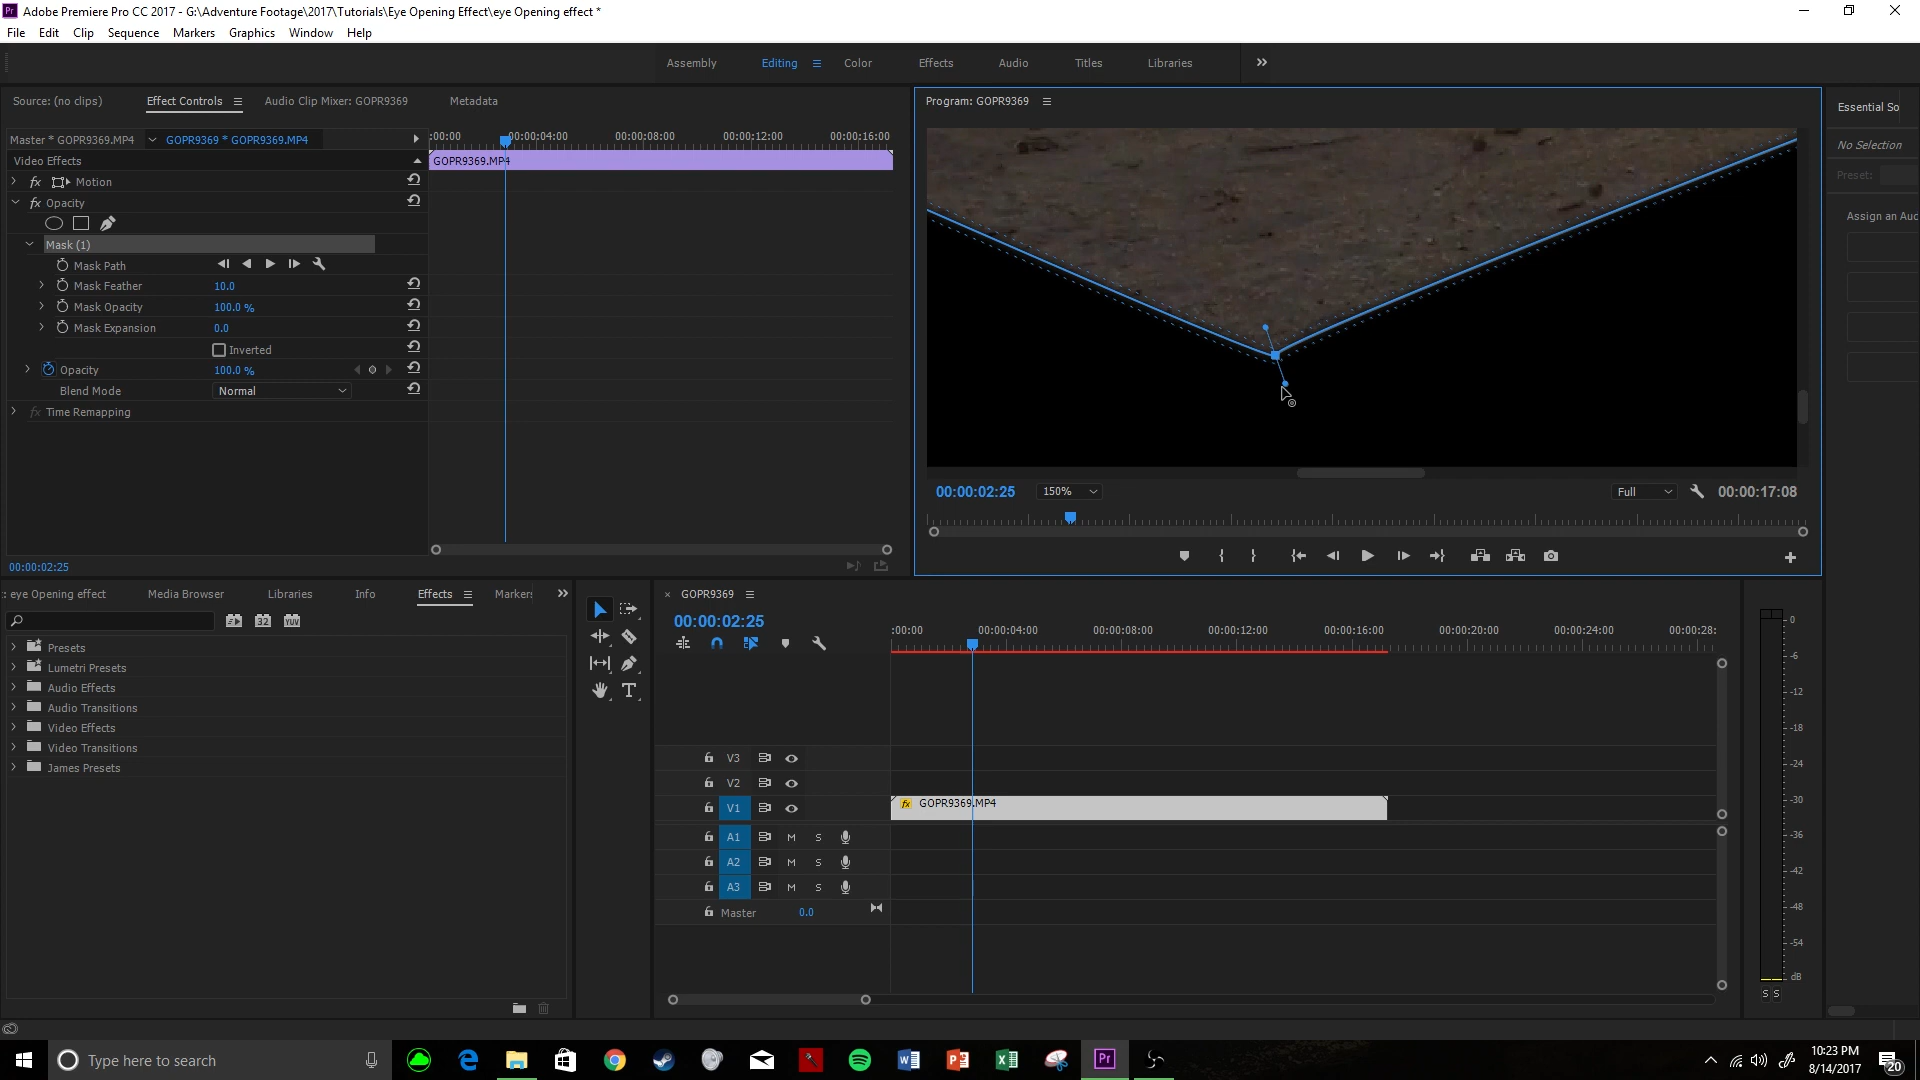 Adobe Premiere Pro CC 2017 - G:\Adventure Footage\2017\Tutorials\Eye Opening Effect\eye Opening effect *
File Edit Clip Sequence Markers Graphics Window Help
Assembly Editing Color Effects Audio Titles Libraries
Source: (no clips) Effect Controls Audio Clip Mixer: GOPR9369 Metadata
Master * GOPR9369.MP4 GOPR9369 * GOPR9369.MP4
:00:00 00:00:04:00 00:00:08:00 00:00:12:00 00:00:16:00
Video Effects
GOPR9369.MP4
fx Motion
fx Opacity
Mask (1)
Mask Path
Mask Feather 10.0
Mask Opacity 100.0 %
Mask Expansion 0.0
Inverted
Opacity 100.0 %
Blend Mode Normal
fx Time Remapping
00:00:02:25
Program: GOPR9369
00:00:02:25 150% Full 00:00:17:08
Essential So
No Selection
Preset:
Assign an Aud
: eye Opening effect Media Browser Libraries Info Effects Markers
32 YUV
Presets
Lumetri Presets
Audio Effects
Audio Transitions
Video Effects
Video Transitions
James Presets
× GOPR9369
00:00:02:25
:00:00 00:00:04:00 00:00:08:00 00:00:12:00 00:00:16:00 00:00:20:00 00:00:24:00 00:00:28:
V3
V2
V1 fx GOPR9369.MP4
A1 M S
A2 M S
A3 M S
Master 0.0
0
-6
-12
-18
-24
-30
-36
-42
-48
-54
dB
S S
Type here to search
Pr
10:23 PM
8/14/2017
20